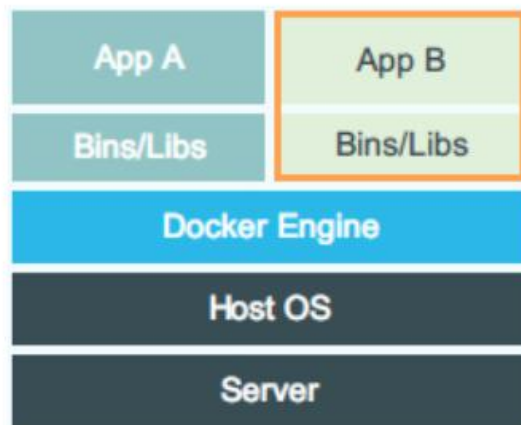 App A
App B
Bins/Libs
Bins/Libs
Docker Engine
Host OS
Server